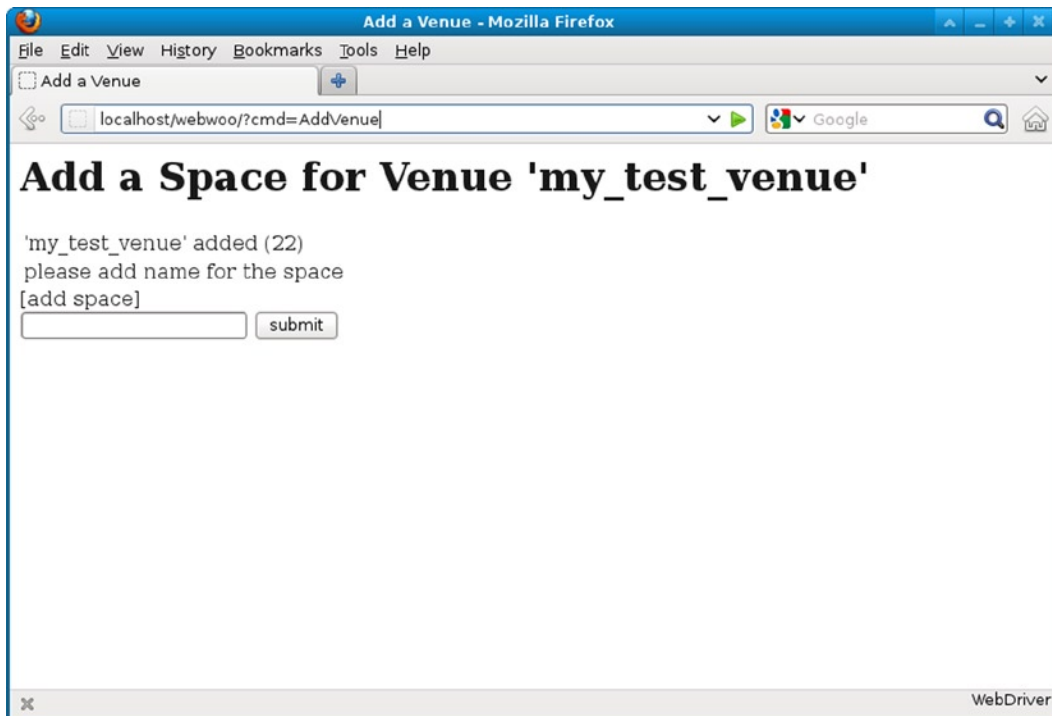 Add a Venue - Mozilla Firefox
File Edit View History Bookmarks Tools Help
Add a Venue
localhost/webwoo/?cmd=AddVenue
Google
Add a Space for Venue 'my_test_venue'
'my_test_venue' added (22)
please add name for the space
[add space]
submit
WebDriver